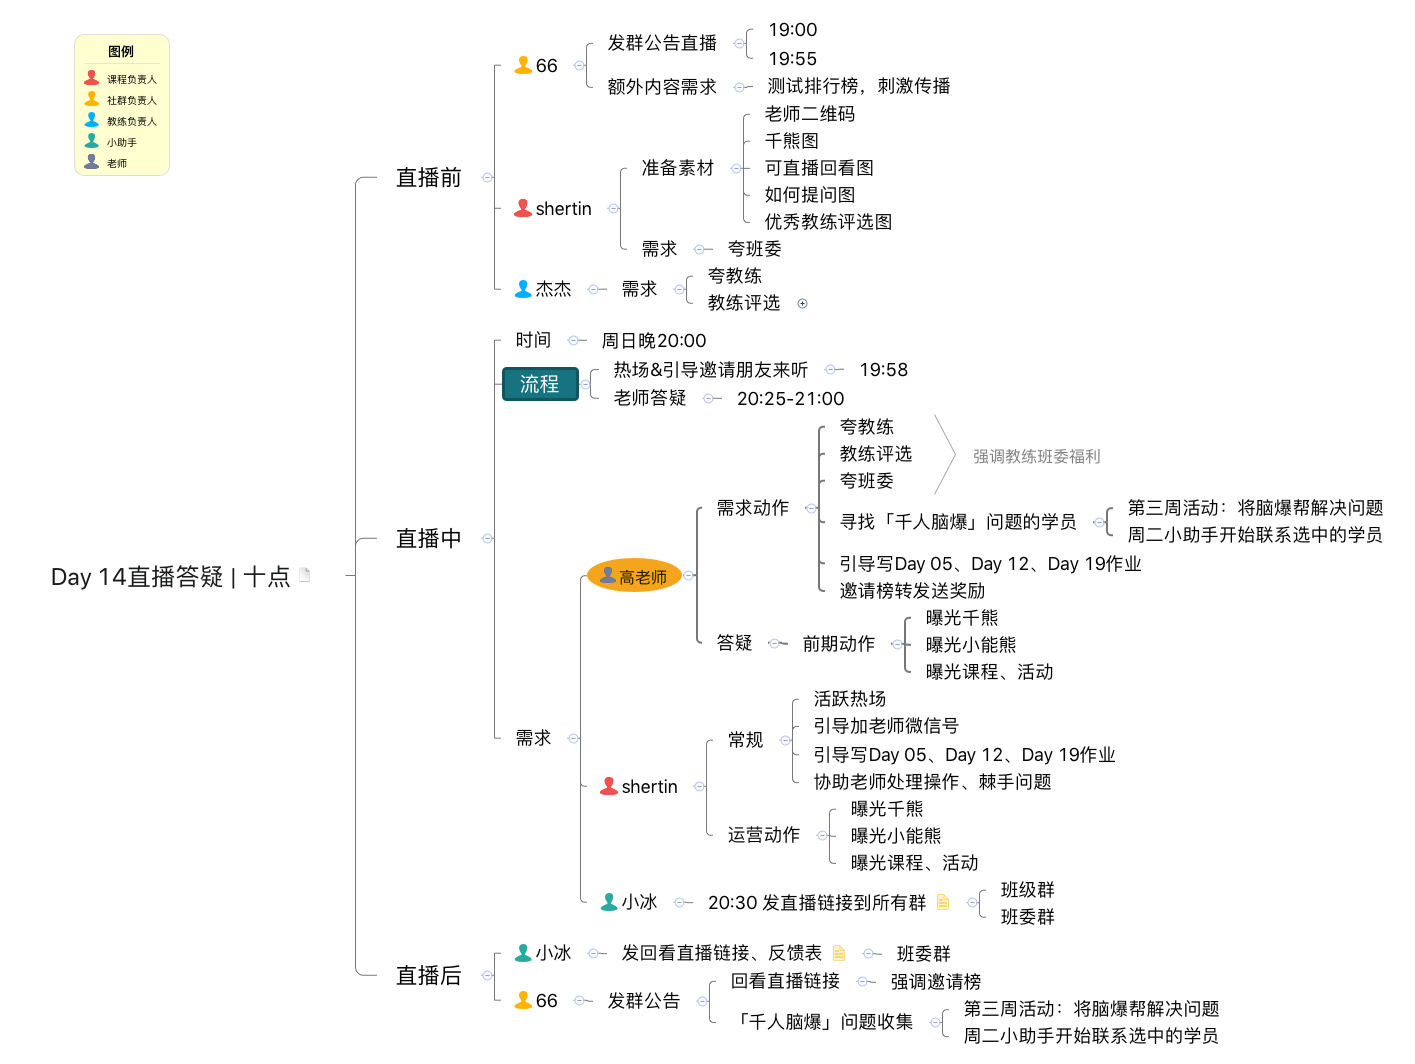 图例
课程负责人
社群负责人
教练负责人
小助手
老师
Day 14直播答疑 | 十点
直播前
66
发群公告直播
19:00
19:55
额外内容需求
测试排行榜，刺激传播
shertin
准备素材
老师二维码
千熊图
可直播回看图
如何提问图
优秀教练评选图
需求
夸班委
杰杰
需求
夸教练
教练评选
直播中
时间
周日晚20:00
流程
热场&引导邀请朋友来听
19:58
老师答疑
20:25-21:00
需求
高老师
需求动作
夸教练
教练评选
夸班委
强调教练班委福利
寻找「千人脑爆」问题的学员
第三周活动：将脑爆帮解决问题
周二小助手开始联系选中的学员
引导写Day 05、Day 12、Day 19作业
邀请榜转发送奖励
答疑
前期动作
曝光千熊
曝光小能熊
曝光课程、活动
shertin
常规
活跃热场
引导加老师微信号
引导写Day 05、Day 12、Day 19作业
协助老师处理操作、棘手问题
运营动作
曝光千熊
曝光小能熊
曝光课程、活动
小冰
20:30 发直播链接到所有群
班级群
班委群
直播后
小冰
发回看直播链接、反馈表
班委群
66
发群公告
回看直播链接
强调邀请榜
「千人脑爆」问题收集
第三周活动：将脑爆帮解决问题
周二小助手开始联系选中的学员